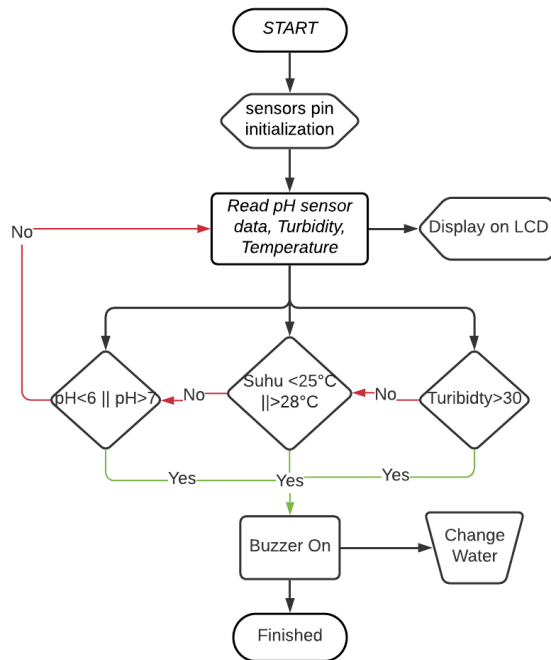 START
sensors pin
initialization
Read pH sensor
data, Turbidity,
Temperature
Display on LCD
No
pH<6 || pH>7
No
Suhu <25°C
||>28°C
No
Turibidty>30
Yes
Yes
Yes
Buzzer On
Change
Water
Finished